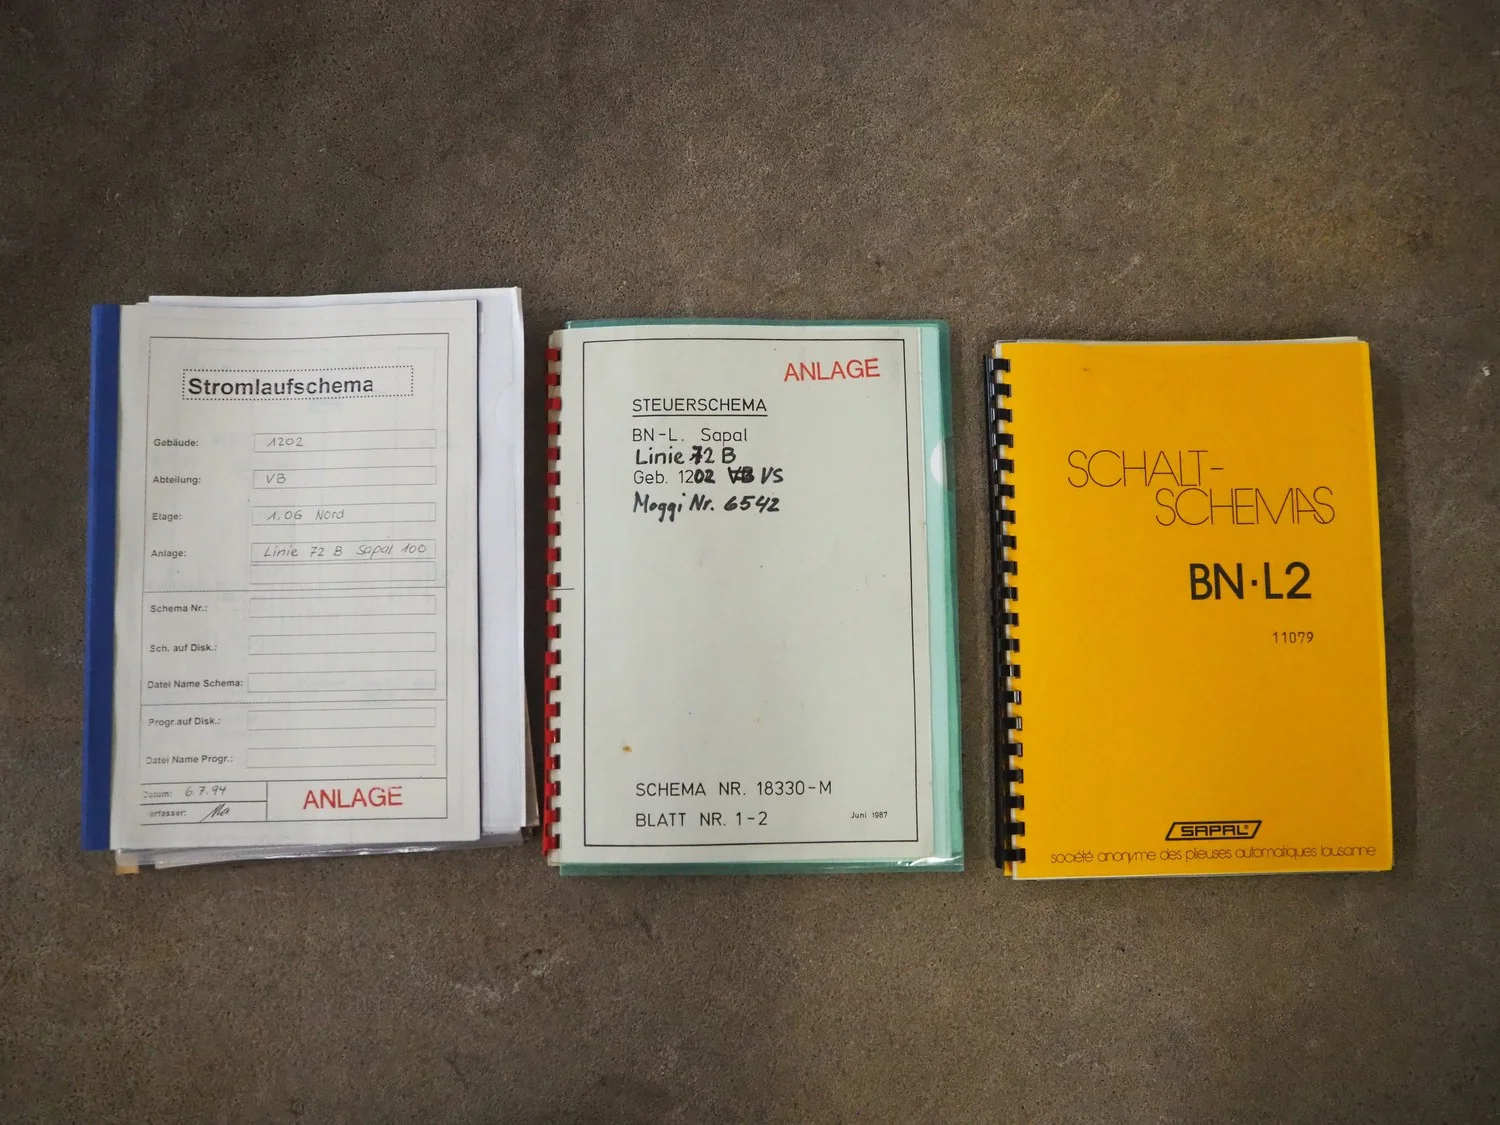 Stromlaufschema
Gebäude: 1202
Abteilung: VB
Etage: 1.OG Nord
Anlage: Linie 72 B Sapal 100
Schema Nr.:
Sch. auf Disk.:
Datei Name Schema:
Progr.auf Disk.:
Datei Name Progr.:
Datum: 6.7.94
erfasser:
ANLAGE
ANLAGE
STEUERSCHEMA
BN-L. Sapal
Linie 72 B
Geb. 1202 VB VS
Moggi Nr. 6542
SCHEMA NR. 18330-M
BLATT NR. 1-2
Juni 1987
SCHALT-
SCHEMAS
BN·L2
11079
SAPAL
société anonyme des plieuses automatiques lausanne